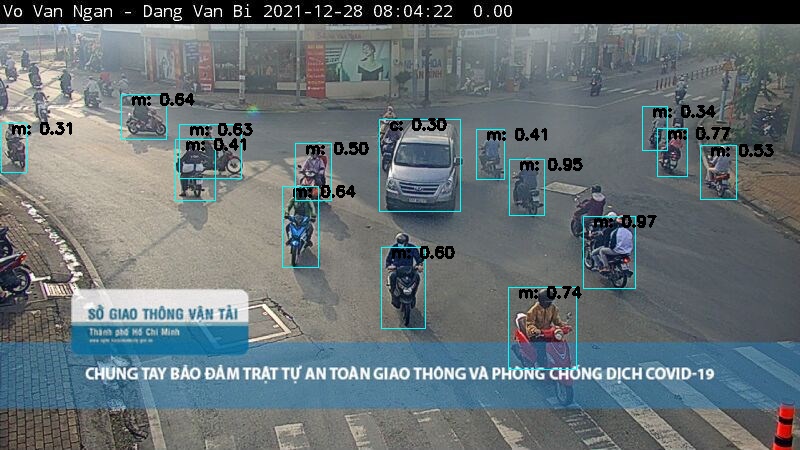 Vo Van Ngan - Dang Van Bi 2021-12-28 08:04:22 0.00
m: 0.64
m: 0.31
m: 0.63
m: 0.41
m: 0.50
c: 0.30
m: 0.41
m: 0.34
m: 0.77
m: 0.53
m: 0.95
m: 0.64
m: 0.97
m: 0.60
m: 0.74
SỞ GIAO THÔNG VẬN TẢI
Thành phố Hồ Chí Minh
CHUNG TAY BẢO ĐẢM TRẬT TỰ AN TOÀN GIAO THÔNG VÀ PHÒNG CHỐNG DỊCH COVID-19